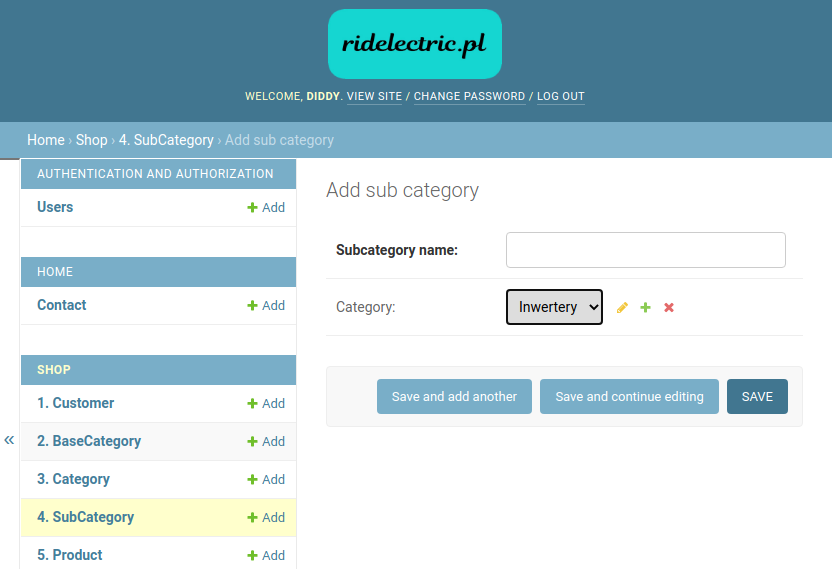 ridelectric.pl
WELCOME, DIDDY. VIEW SITE / CHANGE PASSWORD / LOG OUT
Home › Shop › 4. SubCategory › Add sub category
AUTHENTICATION AND AUTHORIZATION
Users + Add
HOME
Contact + Add
SHOP
1. Customer + Add
2. BaseCategory + Add
3. Category + Add
4. SubCategory + Add
5. Product + Add
«
Add sub category
Subcategory name:
Category: Inwertery
Save and add another Save and continue editing SAVE